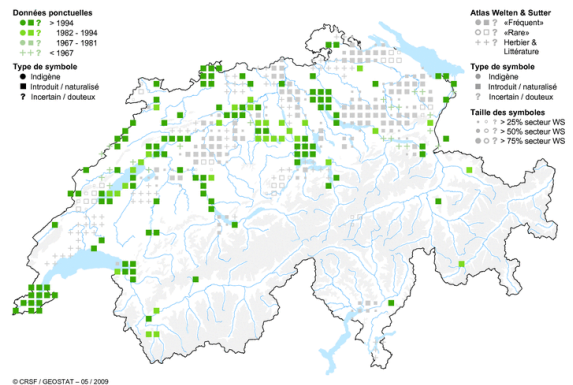 Données ponctuelles
? > 1994
? 1982 - 1994
? 1967 - 1981
? < 1967
Type de symbole
Indigène
Introduit / naturalisé
? Incertain / douteux
Atlas Welten & Sutter
? «Fréquent»
? «Rare»
? Herbier &
Littérature
Type de symbole
Indigène
Introduit / naturalisé
? Incertain / douteux
Taille des symboles
? > 25% secteur WS
? > 50% secteur WS
? > 75% secteur WS
© CRSF / GEOSTAT – 05 / 2009